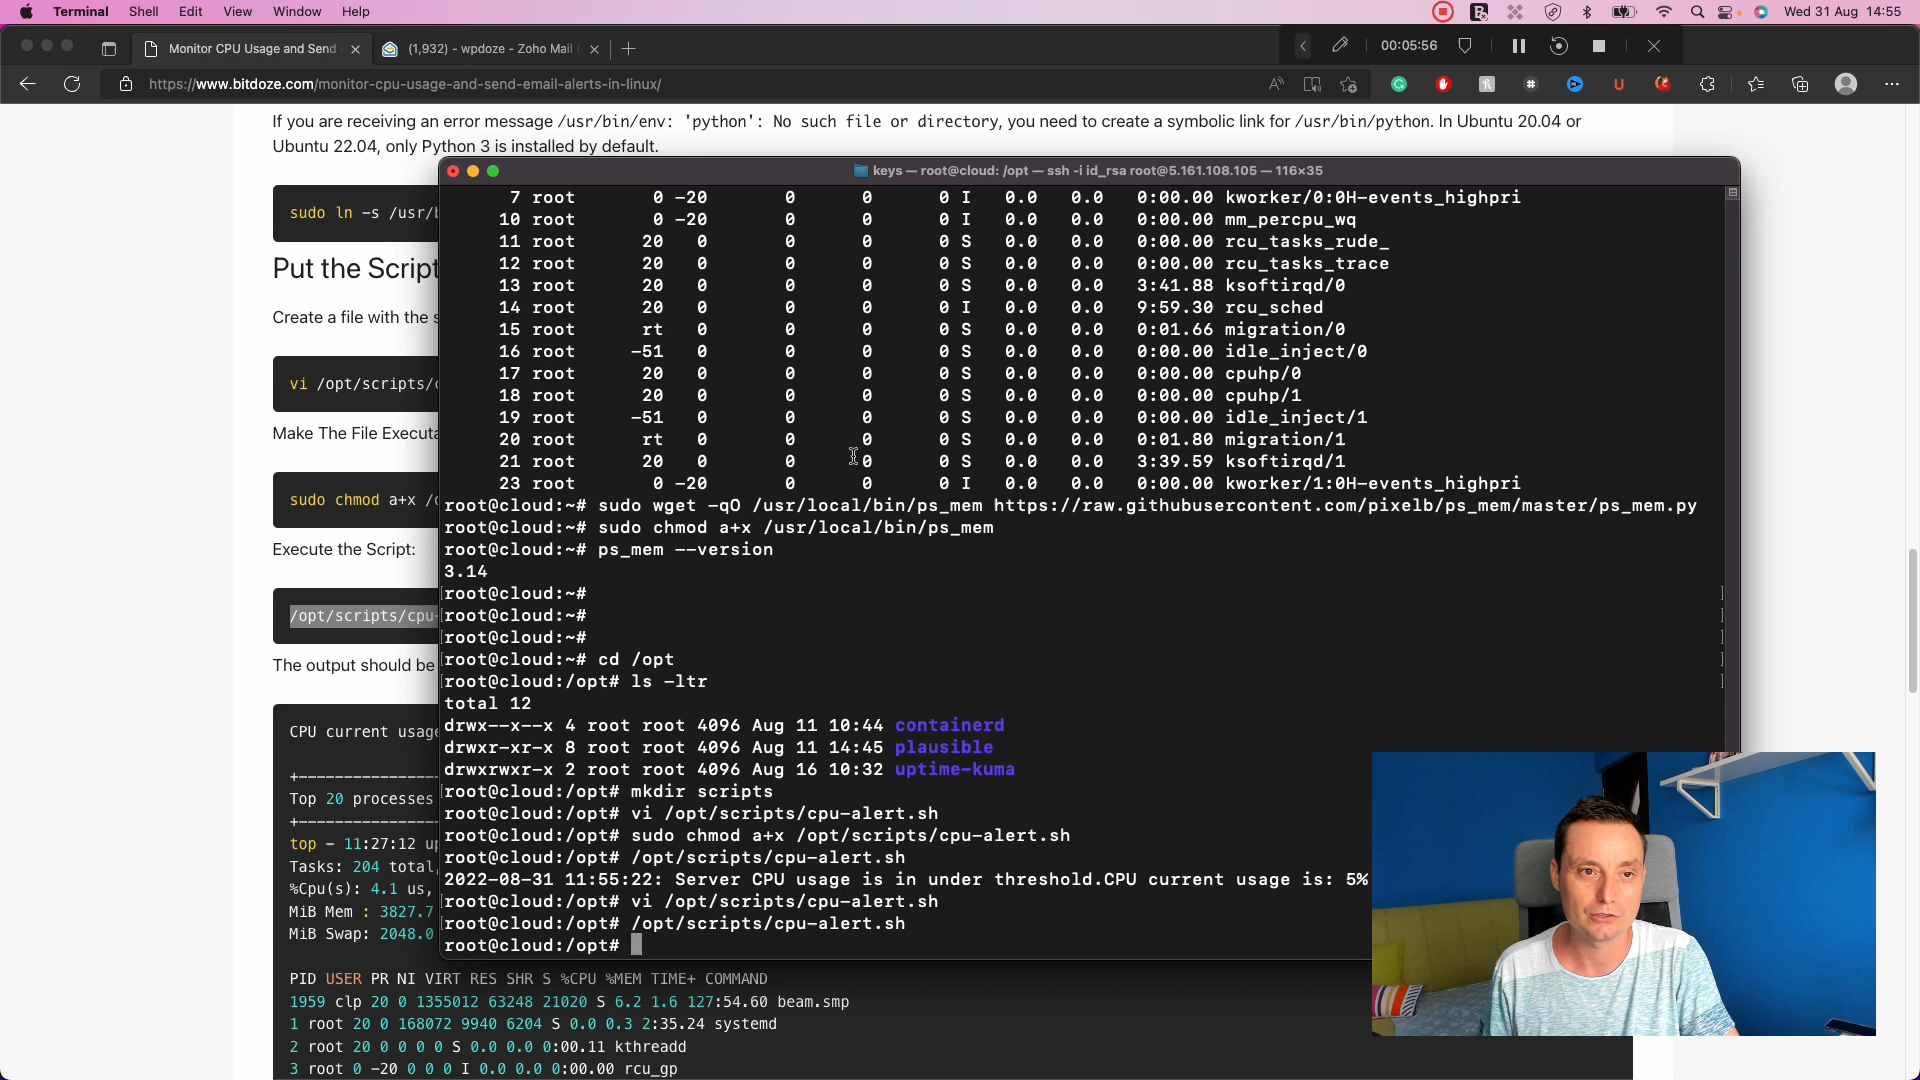 Terminal Shell Edit View Window Help
Wed 31 Aug 14:55
Monitor CPU Usage and Send
(1,932) - wpdoze - Zoho Mail
00:05:56
https://www.bitdoze.com/monitor-cpu-usage-and-send-email-alerts-in-linux/
If you are receiving an error message /usr/bin/env: 'python': No such file or directory, you need to create a symbolic link for /usr/bin/python. In Ubuntu 20.04 or
Ubuntu 22.04, only Python 3 is installed by default.
sudo ln -s /usr/b
Put the Script
Create a file with the s
vi /opt/scripts/c
Make The File Executa
sudo chmod a+x /o
Execute the Script:
/opt/scripts/cpu-
The output should be
CPU current usage
+------------------
Top 20 processes
+------------------
top - 11:27:12 up
Tasks: 204 total,
%Cpu(s): 4.1 us,
MiB Mem : 3827.7
MiB Swap: 2048.0
PID USER PR NI VIRT RES SHR S %CPU %MEM TIME+ COMMAND
1959 clp 20 0 1355012 63248 21020 S 6.2 1.6 127:54.60 beam.smp
1 root 20 0 168072 9940 6204 S 0.0 0.3 2:35.24 systemd
2 root 20 0 0 0 0 S 0.0 0.0 0:00.11 kthreadd
3 root 0 -20 0 0 0 I 0.0 0.0 0:00.00 rcu_gp
keys — root@cloud: /opt — ssh -i id_rsa root@5.161.108.105 — 116×35
7 root 0 -20 0 0 0 I 0.0 0.0 0:00.00 kworker/0:0H-events_highpri
10 root 0 -20 0 0 0 I 0.0 0.0 0:00.00 mm_percpu_wq
11 root 20 0 0 0 0 S 0.0 0.0 0:00.00 rcu_tasks_rude_
12 root 20 0 0 0 0 S 0.0 0.0 0:00.00 rcu_tasks_trace
13 root 20 0 0 0 0 S 0.0 0.0 3:41.88 ksoftirqd/0
14 root 20 0 0 0 0 I 0.0 0.0 9:59.30 rcu_sched
15 root rt 0 0 0 0 S 0.0 0.0 0:01.66 migration/0
16 root -51 0 0 0 0 S 0.0 0.0 0:00.00 idle_inject/0
17 root 20 0 0 0 0 S 0.0 0.0 0:00.00 cpuhp/0
18 root 20 0 0 0 0 S 0.0 0.0 0:00.00 cpuhp/1
19 root -51 0 0 0 0 S 0.0 0.0 0:00.00 idle_inject/1
20 root rt 0 0 0 0 S 0.0 0.0 0:01.80 migration/1
21 root 20 0 0 0 0 S 0.0 0.0 3:39.59 ksoftirqd/1
23 root 0 -20 0 0 0 I 0.0 0.0 0:00.00 kworker/1:0H-events_highpri
root@cloud:~# sudo wget -qO /usr/local/bin/ps_mem https://raw.githubusercontent.com/pixelb/ps_mem/master/ps_mem.py
root@cloud:~# sudo chmod a+x /usr/local/bin/ps_mem
root@cloud:~# ps_mem --version
3.14
root@cloud:~#
root@cloud:~#
root@cloud:~#
root@cloud:~# cd /opt
root@cloud:/opt# ls -ltr
total 12
drwx--x--x 4 root root 4096 Aug 11 10:44 containerd
drwxr-xr-x 8 root root 4096 Aug 11 14:45 plausible
drwxrwxr-x 2 root root 4096 Aug 16 10:32 uptime-kuma
root@cloud:/opt# mkdir scripts
root@cloud:/opt# vi /opt/scripts/cpu-alert.sh
root@cloud:/opt# sudo chmod a+x /opt/scripts/cpu-alert.sh
root@cloud:/opt# /opt/scripts/cpu-alert.sh
2022-08-31 11:55:22: Server CPU usage is in under threshold.CPU current usage is: 5%
root@cloud:/opt# vi /opt/scripts/cpu-alert.sh
root@cloud:/opt# /opt/scripts/cpu-alert.sh
root@cloud:/opt#